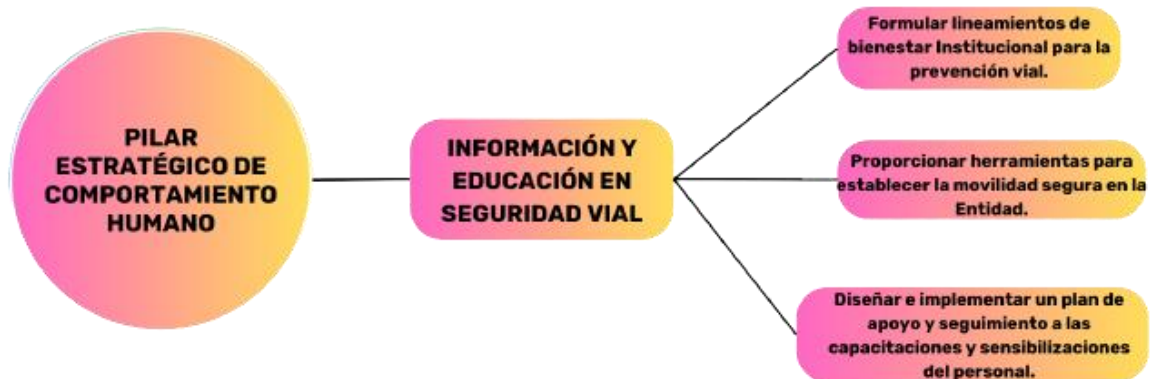 PILAR
ESTRATÉGICO DE
COMPORTAMIENTO
HUMANO
INFORMACIÓN Y
EDUCACIÓN EN
SEGURIDAD VIAL
Formular lineamientos de
bienestar Institucional para la
prevención vial.
Proporcionar herramientas para
establecer la movilidad segura en la
Entidad.
Diseñar e implementar un plan de
apoyo y seguimiento a las
capacitaciones y sensibilizaciones
del personal.